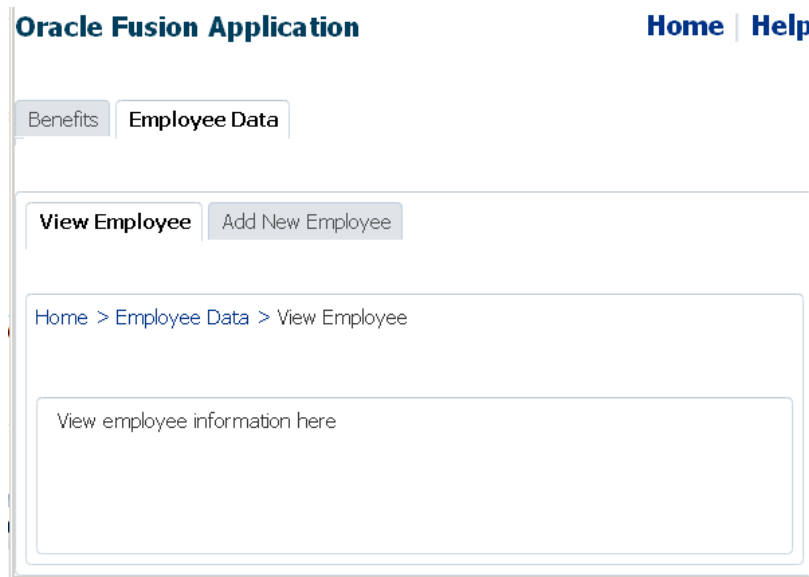 Oracle Fusion Application Home Help
Benefits Employee Data
View Employee Add New Employee
Home > Employee Data > View Employee
View employee information here